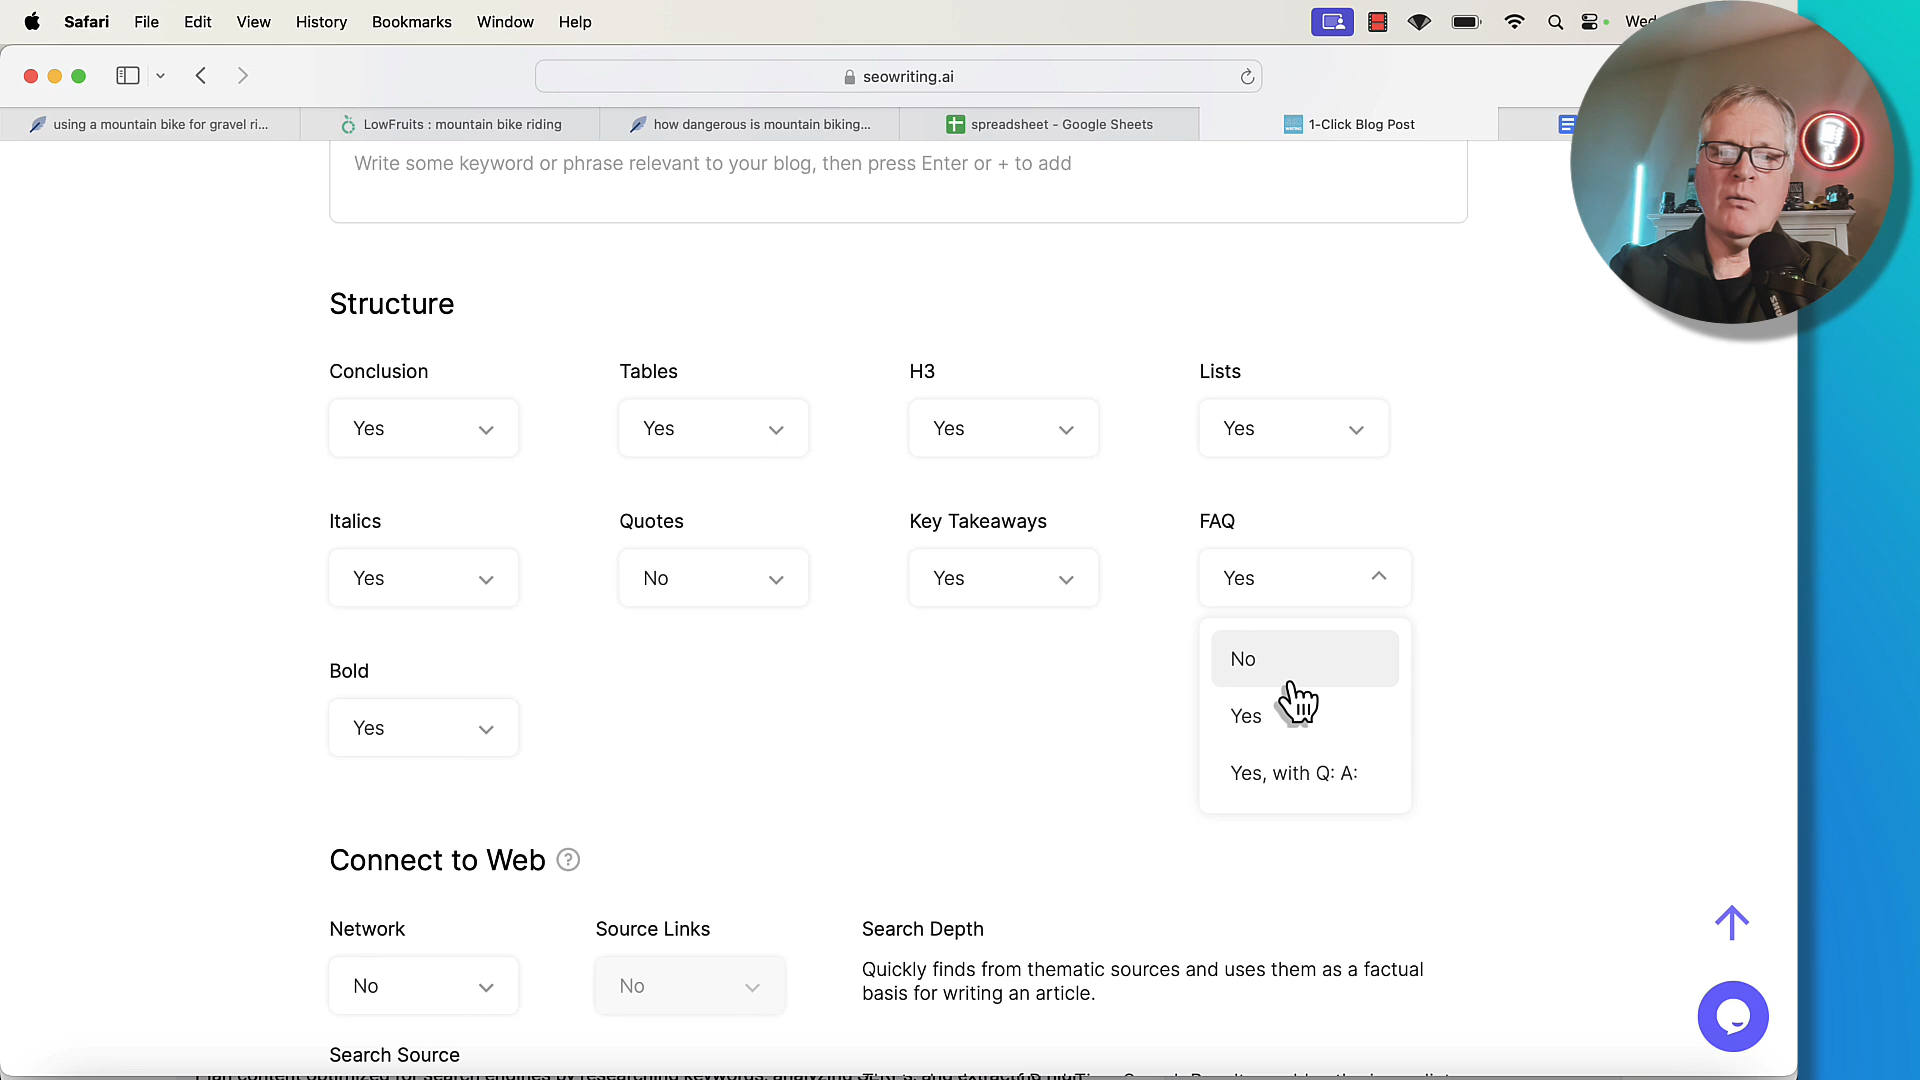 Safari File Edit View History Bookmarks Window Help
seowriting.ai
using a mountain bike for gravel ri...
LowFruits : mountain bike riding
how dangerous is mountain biking...
spreadsheet - Google Sheets
1-Click Blog Post
Write some keyword or phrase relevant to your blog, then press Enter or + to add
Structure
Conclusion Tables H3 Lists
Yes Yes Yes Yes
Italics Quotes Key Takeaways FAQ
Yes No Yes Yes
No
Bold
Yes
Yes
Yes, with Q: A:
Connect to Web ?
Network Source Links Search Depth
No No
Quickly finds from thematic sources and uses them as a factual
basis for writing an article.
Search Source